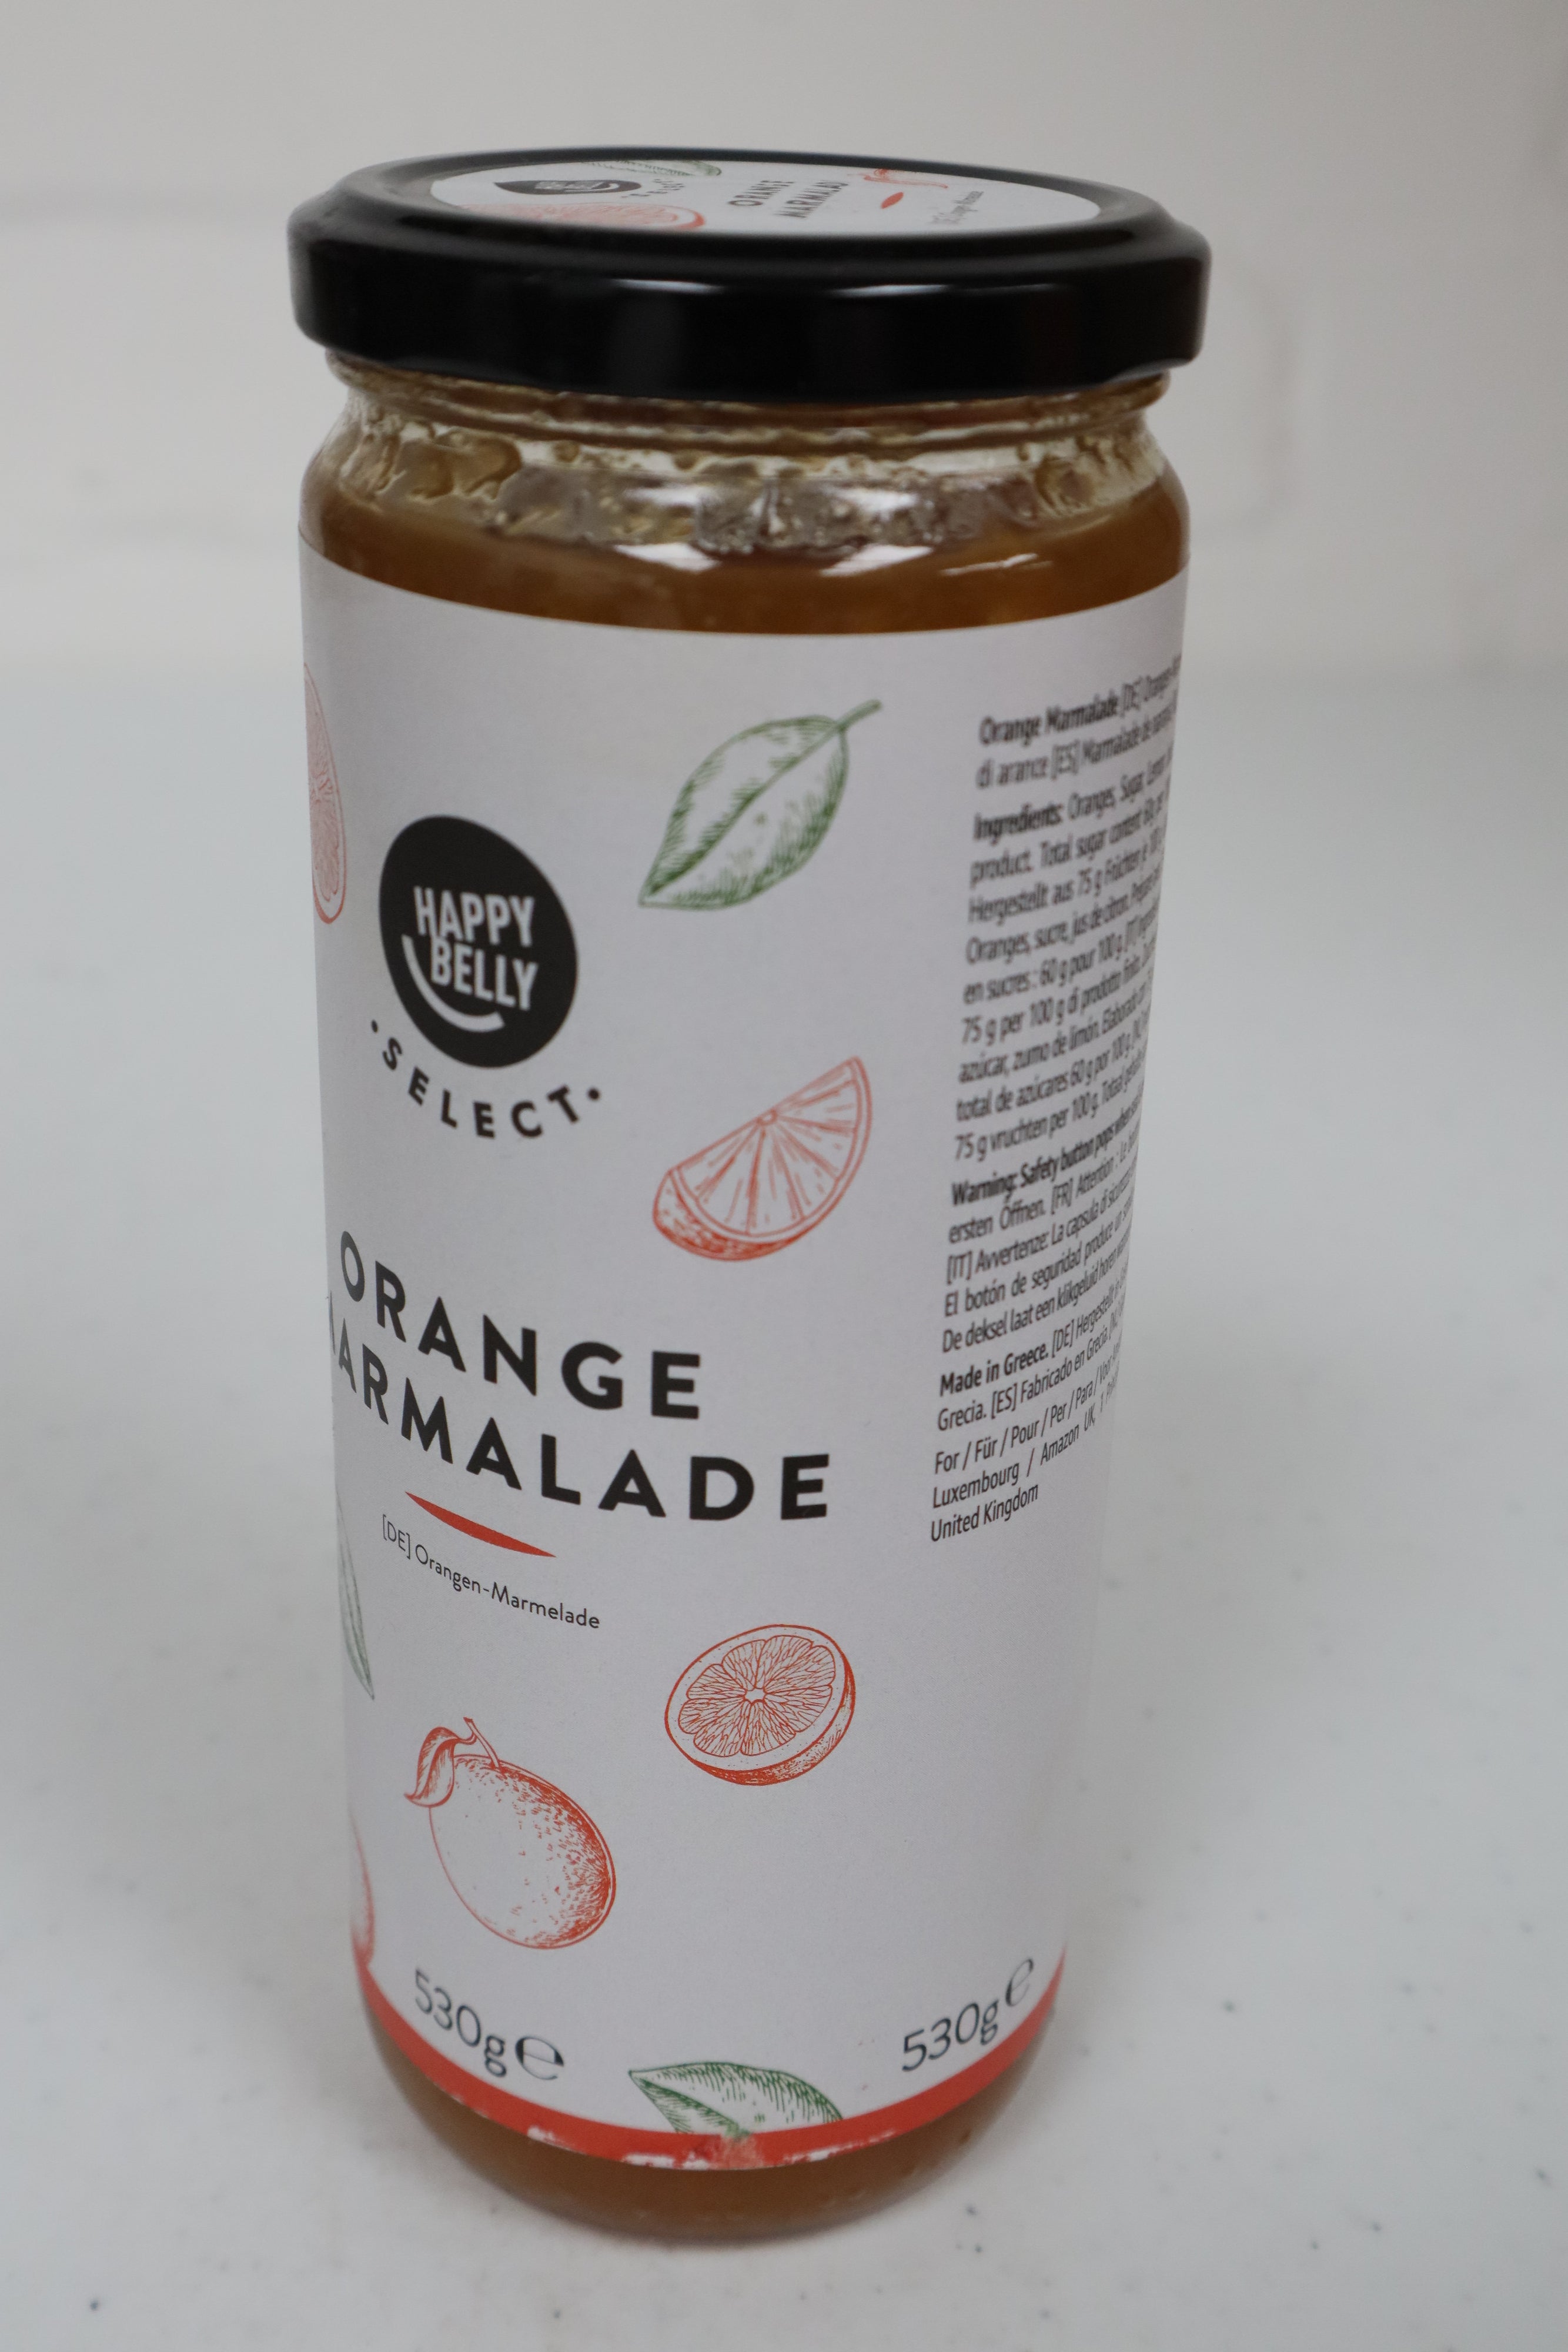 ORANGE
HAPPY
BELLY
• SELECT •
ORANGE
ARMALADE
[DE] Orangen-Marmelade
530g ℮
530g ℮
Orange Marmalade [DE] Orangen
di arance [ES] Marmalade de
Ingredients: Oranges, Sugar, Lemon
product. Total sugar content 60g per
Hergestellt aus 75 g Früchten je 100
Oranges, sucre, jus de citron.
en sucres : 60 g pour 100 g. [IT]
75 g per 100 g di prodotto finito.
azúcar, zumo de limón. Elaborado con
total de azúcares 60 g por 100 g. [NL]
75 g vruchten per 100 g. Totaal
Warning: Safety button pops when
ersten Öffnen. [FR] Attention : Le
[IT] Avvertenze: La capsula di sicurezza
El botón de seguridad produce un
De deksel laat een klikgeluid horen
Made in Greece. [DE] Hergestellt in
Grecia. [ES] Fabricado en Grecia. [NL]
For / Für / Pour / Per / Para / Voor
Luxembourg / Amazon UK, 1
United Kingdom